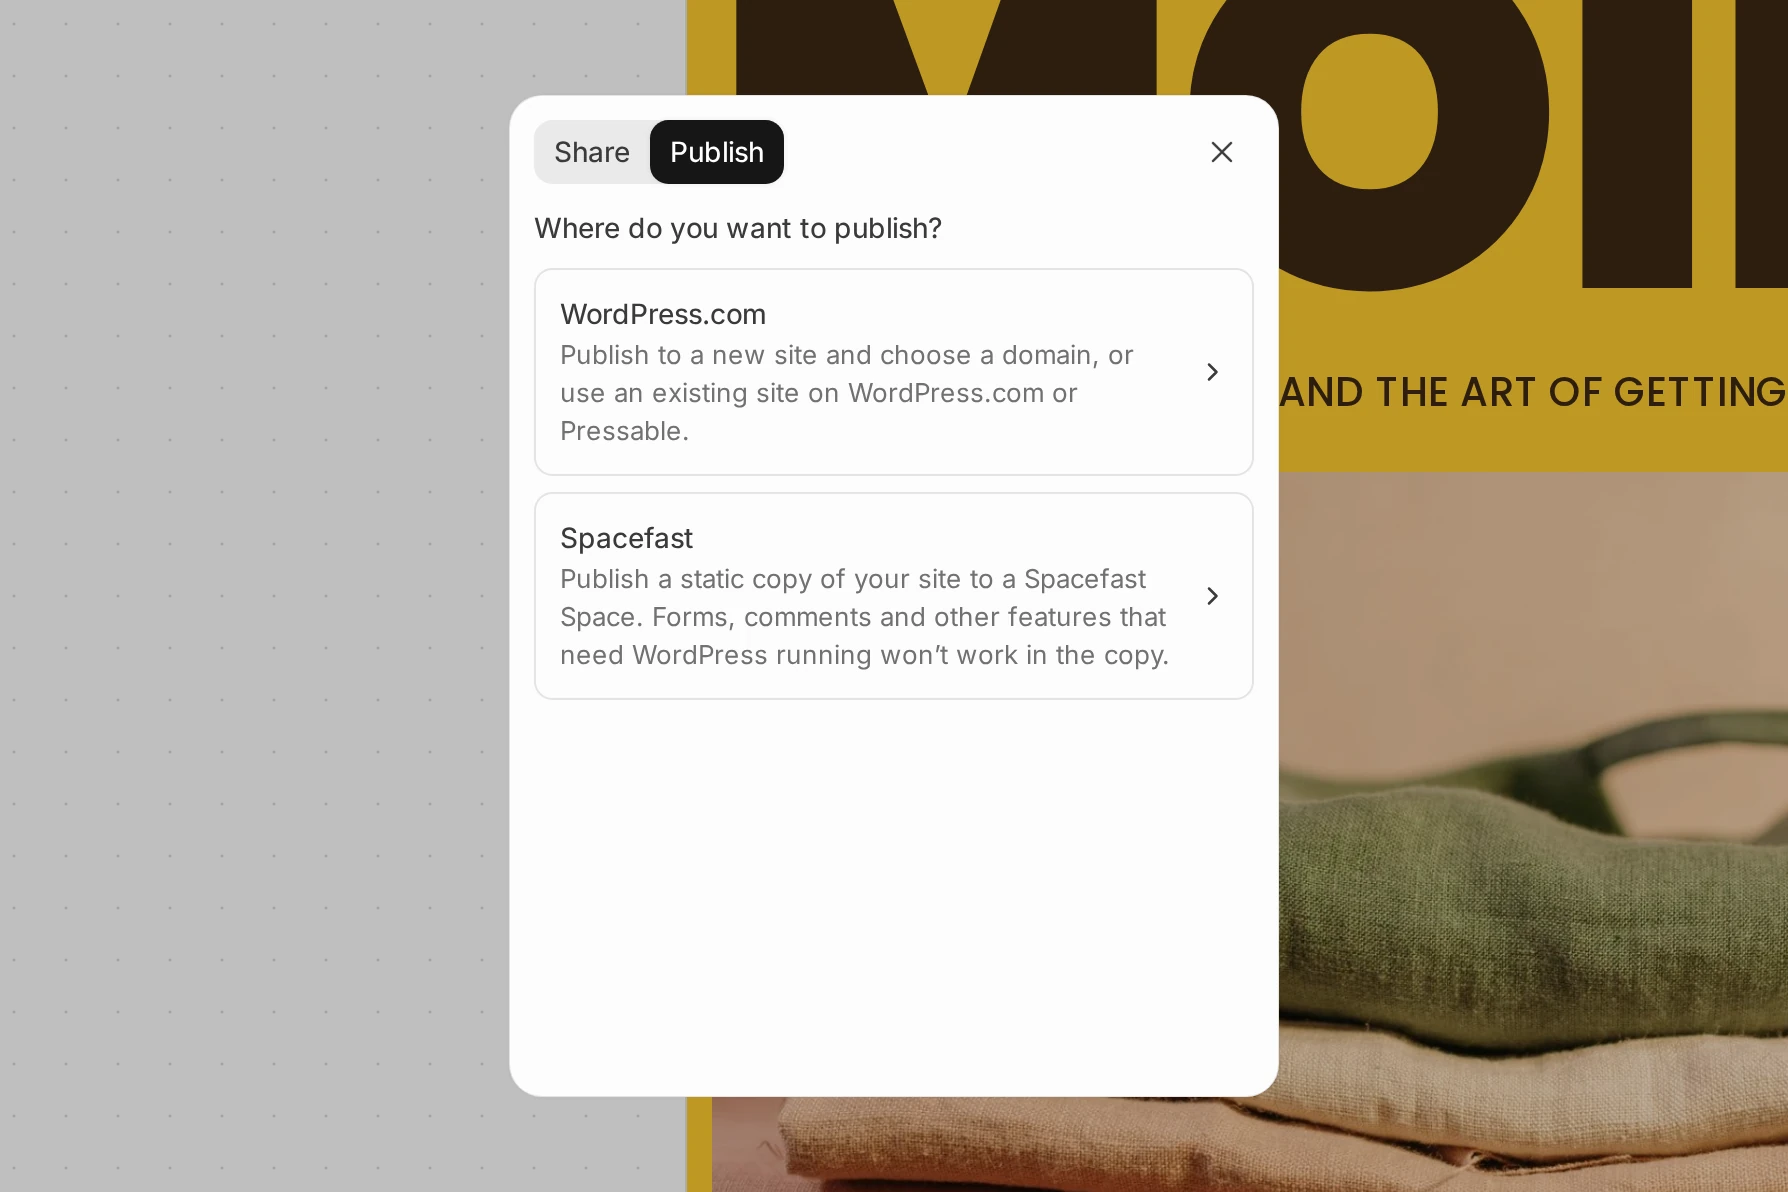 Share
Publish
Where do you want to publish?
WordPress.com
Publish to a new site and choose a domain, or
use an existing site on WordPress.com or
Pressable.
Spacefast
Publish a static copy of your site to a Spacefast
Space. Forms, comments and other features that
need WordPress running won’t work in the copy.
AND THE ART OF GETTING